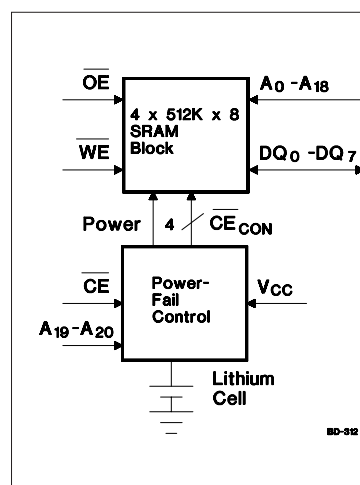 OE
A0 -A18
4 x 512K x 8
SRAM
Block
WE
DQ0 -DQ7
Power
4
CECON
CE
Power-
Fail
Control
VCC
A19-A20
Lithium
Cell
BD-312